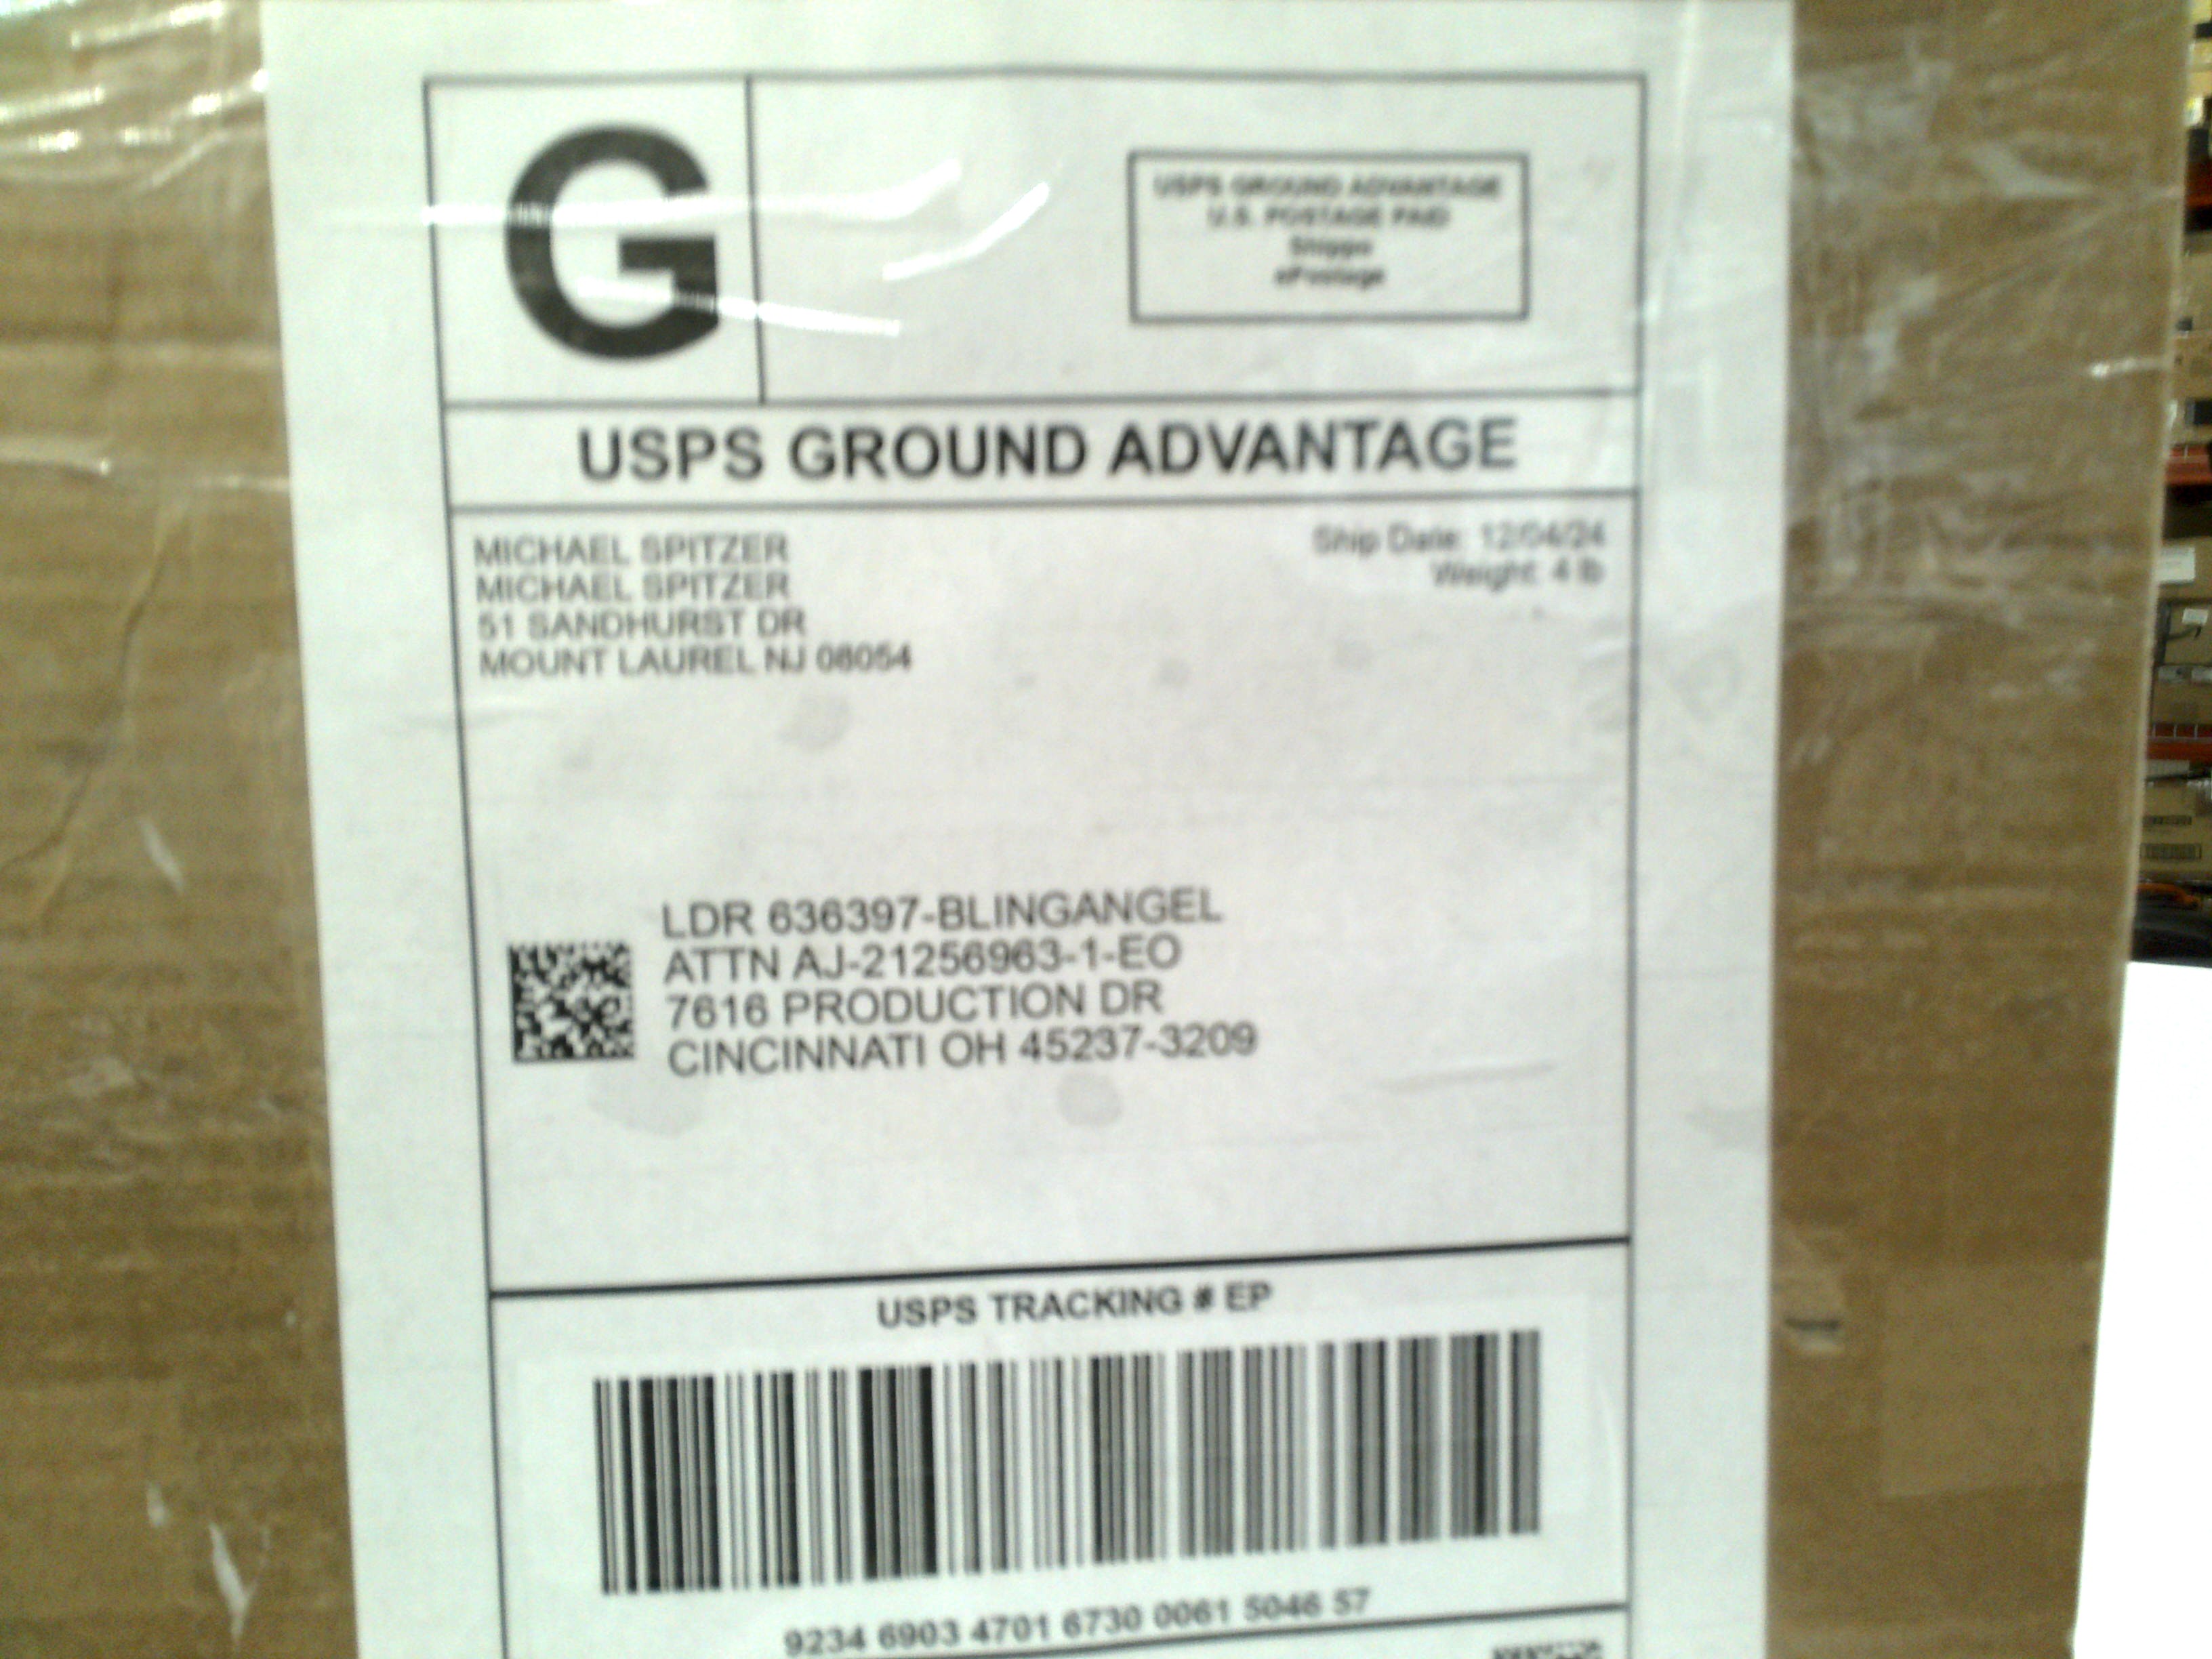 G
USPS GROUND ADVANTAGE
U.S. POSTAGE PAID
Shippo
ePostage
USPS GROUND ADVANTAGE
MICHAEL SPITZER
MICHAEL SPITZER
51 SANDHURST DR
MOUNT LAUREL NJ 08054
Ship Date: 12/04/24
Weight: 4 lb
LDR 636397-BLINGANGEL
ATTN AJ-21256963-1-EO
7616 PRODUCTION DR
CINCINNATI OH 45237-3209
USPS TRACKING # EP
9234 6903 4701 6730 0061 5046 57